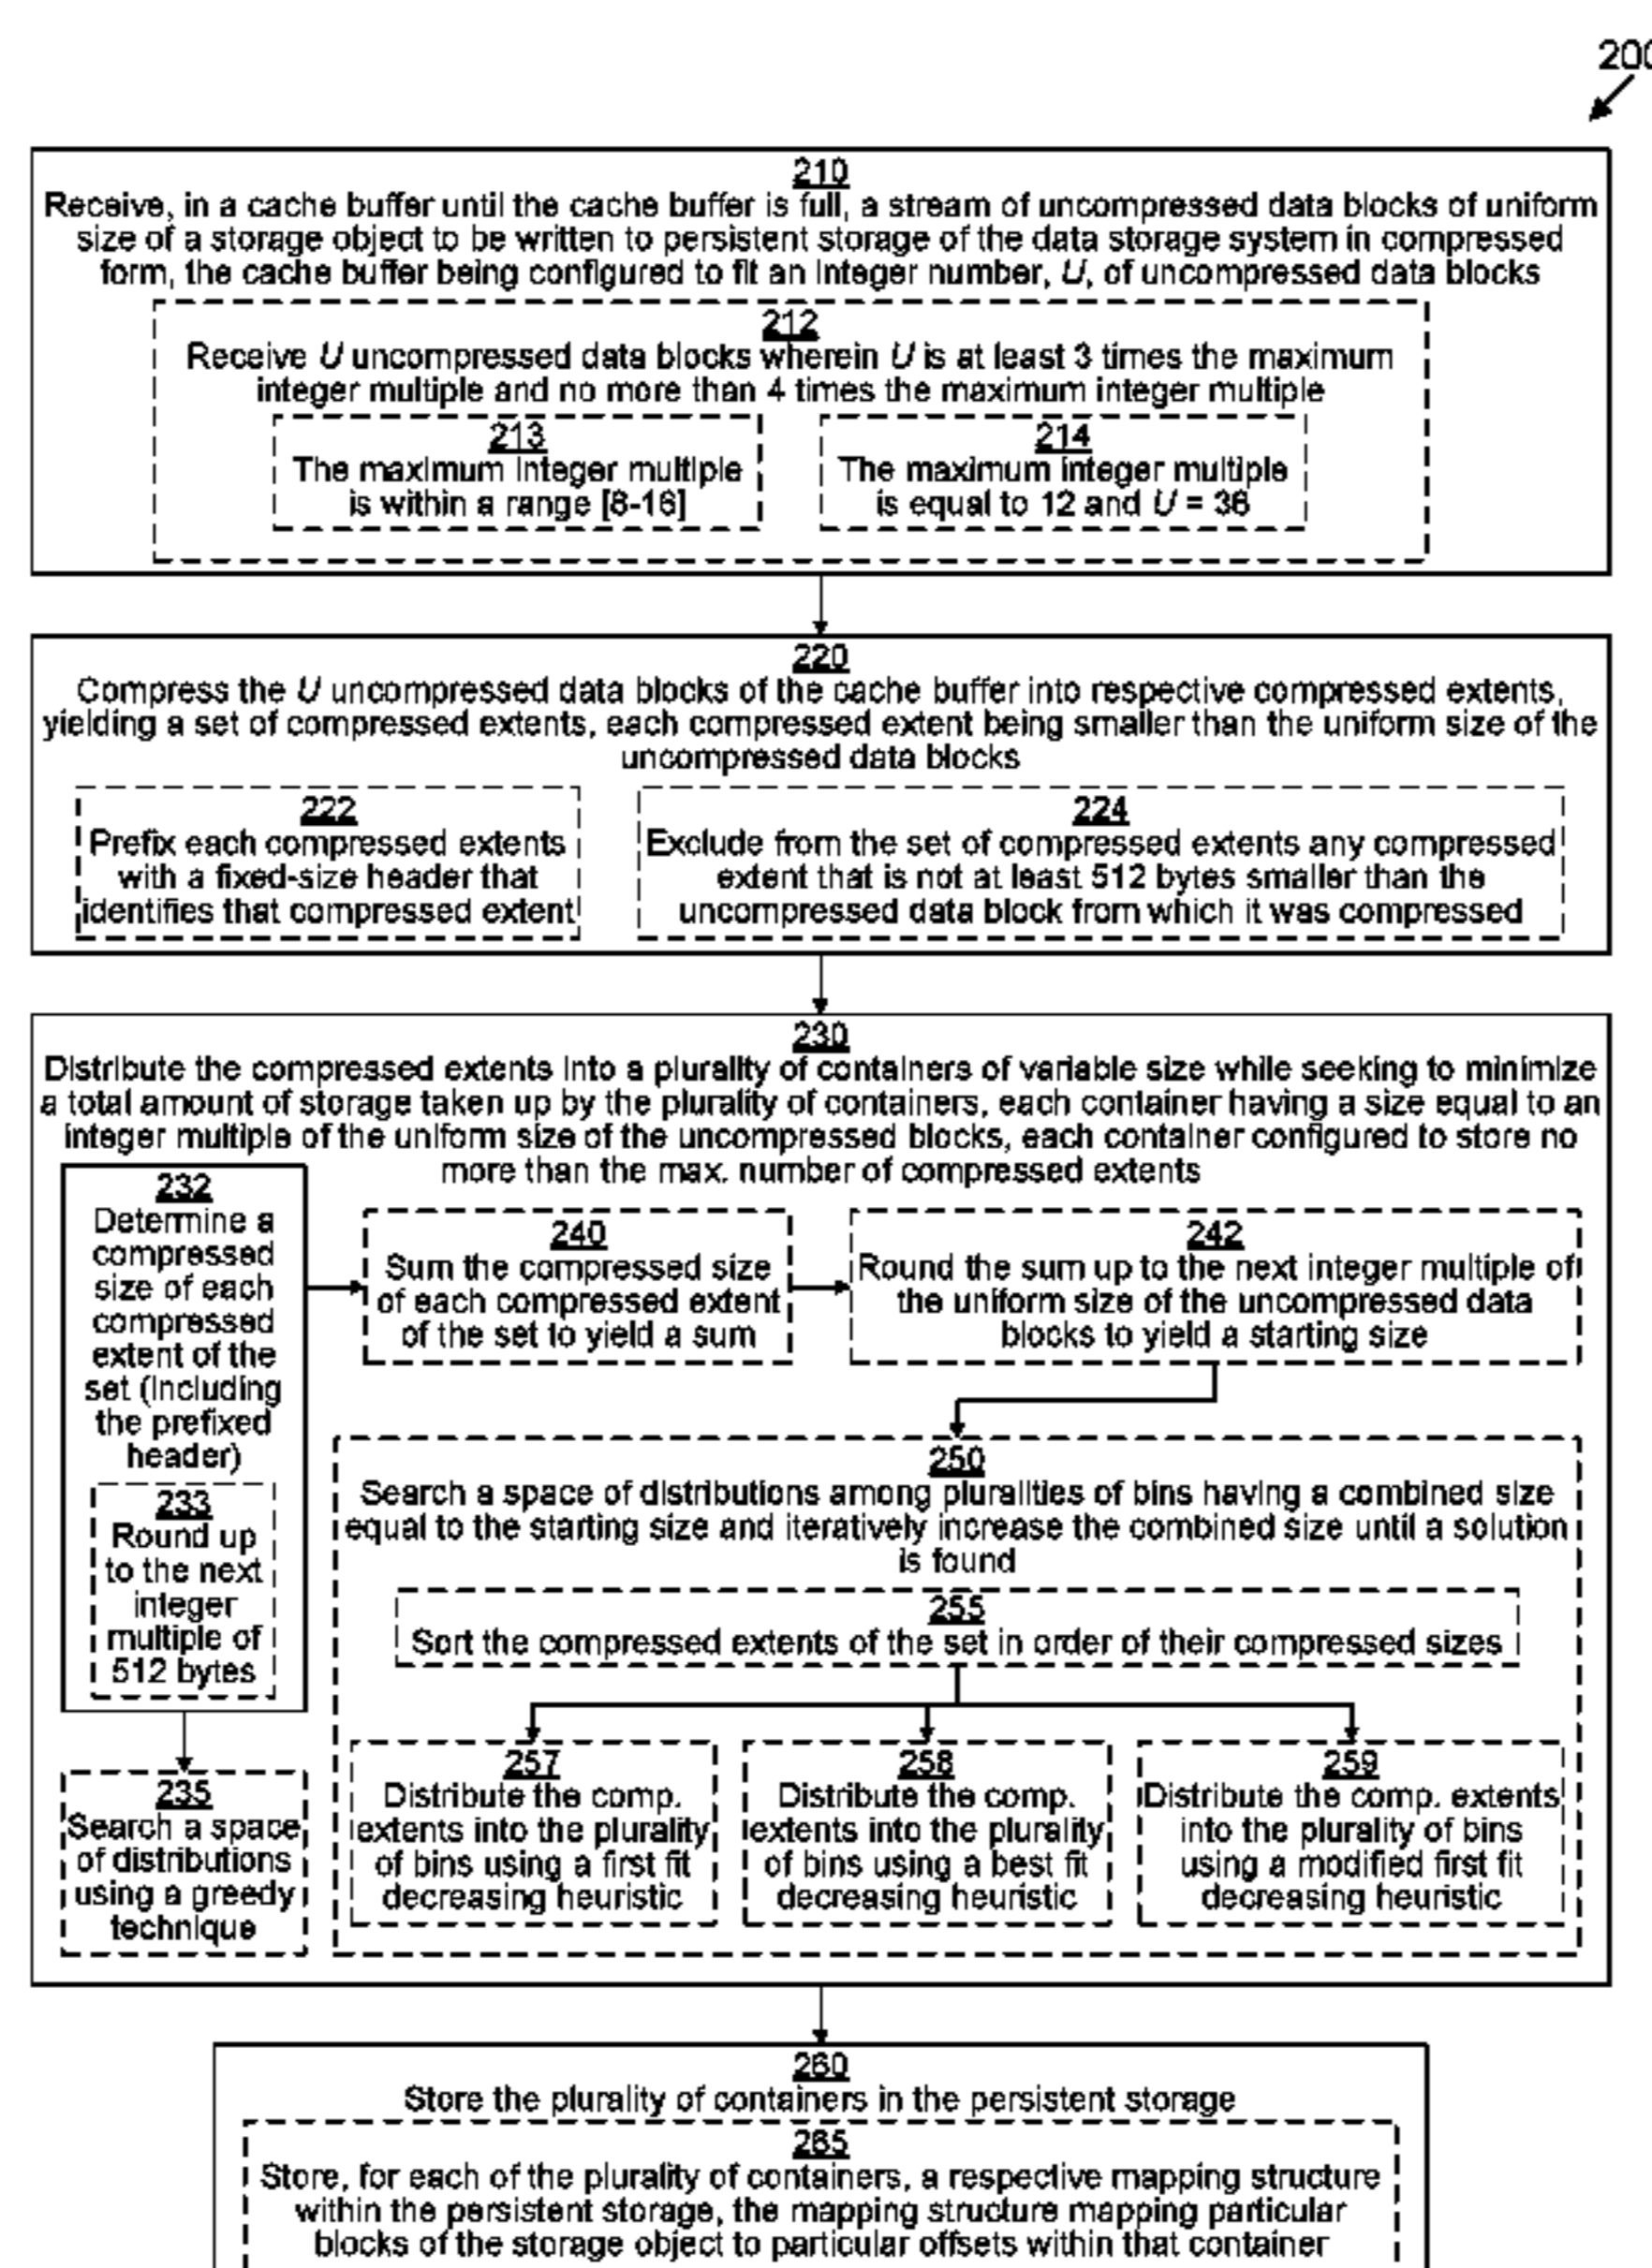 200
210
Receive, in a cache buffer until the cache buffer is full, a stream of uncompressed data blocks of uniform
size of a storage object to be written to persistent storage of the data storage system in compressed
form, the cache buffer being configured to fit an integer number, U, of uncompressed data blocks
212
Receive U uncompressed data blocks wherein U is at least 3 times the maximum
integer multiple and no more than 4 times the maximum integer multiple
213
The maximum integer multiple
is within a range [8-16]
214
The maximum integer multiple
is equal to 12 and U = 36
220
Compress the U uncompressed data blocks of the cache buffer into respective compressed extents,
yielding a set of compressed extents, each compressed extent being smaller than the uniform size of the
uncompressed data blocks
222
Prefix each compressed extents
with a fixed-size header that
identifies that compressed extent
224
Exclude from the set of compressed extents any compressed
extent that is not at least 512 bytes smaller than the
uncompressed data block from which it was compressed
230
Distribute the compressed extents into a plurality of containers of variable size while seeking to minimize
a total amount of storage taken up by the plurality of containers, each container having a size equal to an
integer multiple of the uniform size of the uncompressed blocks, each container configured to store no
more than the max. number of compressed extents
232
Determine a
compressed
size of each
compressed
extent of the
set (including
the prefixed
header)
233
Round up
to the next
integer
multiple of
512 bytes
235
Search a space
of distributions
using a greedy
technique
240
Sum the compressed size
of each compressed extent
of the set to yield a sum
242
Round the sum up to the next integer multiple of
the uniform size of the uncompressed data
blocks to yield a starting size
250
Search a space of distributions among pluralities of bins having a combined size
equal to the starting size and iteratively increase the combined size until a solution
is found
255
Sort the compressed extents of the set in order of their compressed sizes
257
Distribute the comp.
extents into the plurality
of bins using a first fit
decreasing heuristic
258
Distribute the comp.
extents into the plurality
of bins using a best fit
decreasing heuristic
259
Distribute the comp. extents
into the plurality of bins
using a modified first fit
decreasing heuristic
260
Store the plurality of containers in the persistent storage
265
Store, for each of the plurality of containers, a respective mapping structure
within the persistent storage, the mapping structure mapping particular
blocks of the storage object to particular offsets within that container